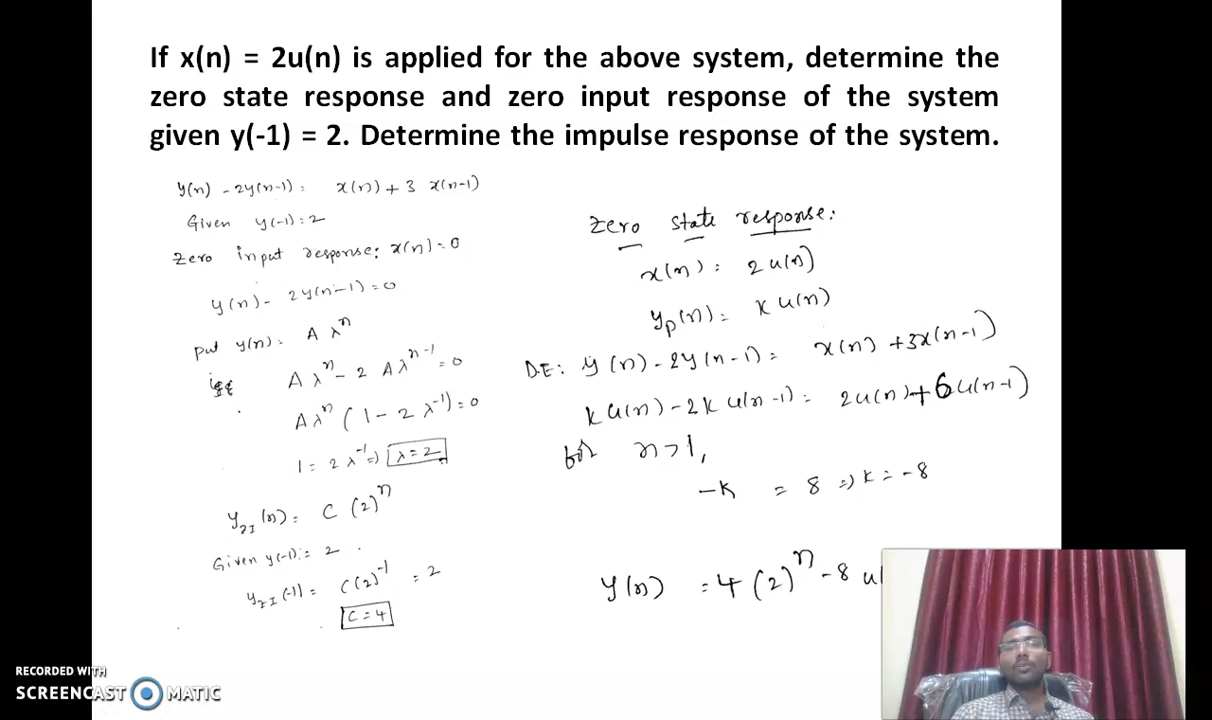 If x(n) = 2u(n) is applied for the above system, determine the
zero state response and zero input response of the system
given y(-1) = 2. Determine the impulse response of the system.
y(n) - 2y(n-1) = x(n) + 3 x(n-1)
Given y(-1) = 2
Zero input response: x(n) = 0
y(n) - 2y(n-1) = 0
put y(n) = A λ^n
A λ^n - 2 A λ^{n-1} = 0
A λ^n (1 - 2 λ^{-1}) = 0
1 = 2 λ^{-1} => λ = 2
y_{ZI}(n) = C (2)^n
Given y(-1) = 2
y_{ZI}(-1) = C(2)^{-1} = 2
C = 4
Zero state response:
x(n) = 2u(n)
y_p(n) = K u(n)
D.E: y(n) - 2y(n-1) = x(n) + 3x(n-1)
K u(n) - 2K u(n-1) = 2u(n) + 6u(n-1)
for n>1,
-K = 8 => K = -8
y(n) = 4(2)^n - 8 u(
RECORDED WITH
SCREENCAST MATIC